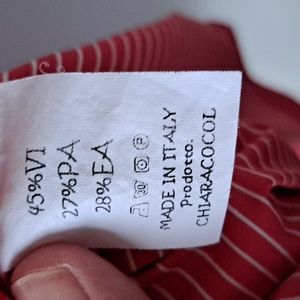 45%VI
27%PA
28%EA
MADE IN ITALY
Prodotto.
CHIARACOCOL